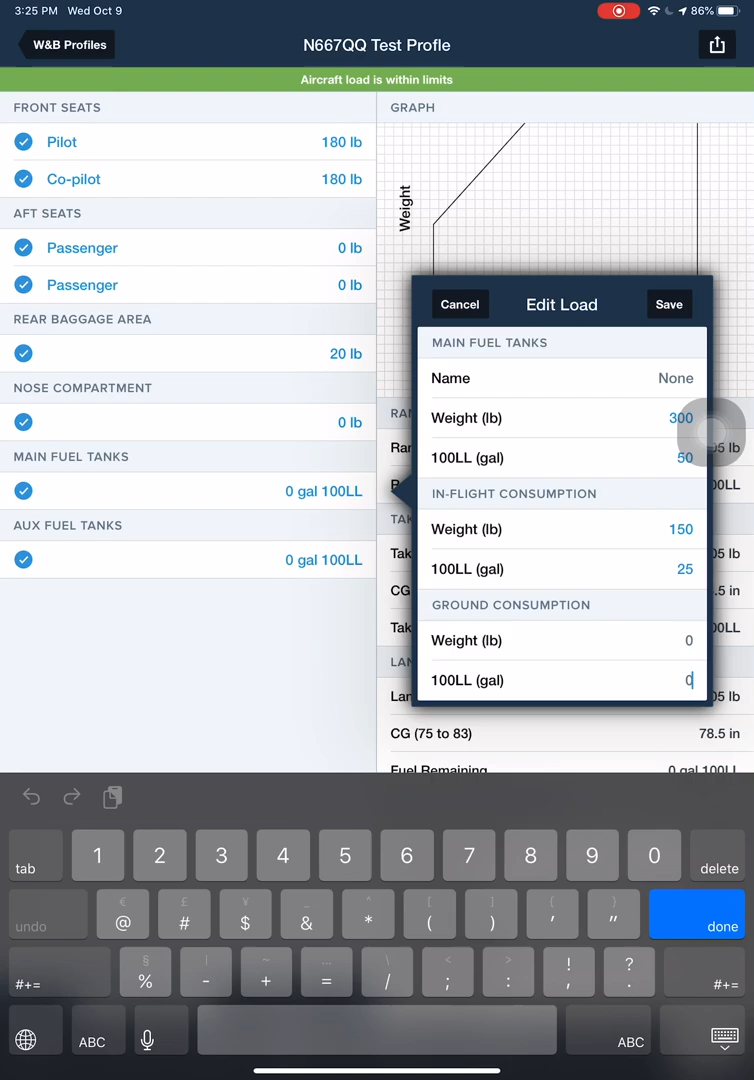 3:25 PM Wed Oct 9 86%
W&B Profiles N667QQ Test Profle
Aircraft load is within limits
FRONT SEATS
Pilot 180 lb
Co-pilot 180 lb
AFT SEATS
Passenger 0 lb
Passenger 0 lb
REAR BAGGAGE AREA
20 lb
NOSE COMPARTMENT
0 lb
MAIN FUEL TANKS
0 gal 100LL
AUX FUEL TANKS
0 gal 100LL
GRAPH
Weight
Cancel Edit Load Save
MAIN FUEL TANKS
Name None
Weight (lb) 300
100LL (gal) 50
IN-FLIGHT CONSUMPTION
Weight (lb) 150
100LL (gal) 25
GROUND CONSUMPTION
Weight (lb) 0
100LL (gal) 0
CG (75 to 83) 78.5 in
Fuel Remaining 0 gal 100LL
tab 1 2 3 4 5 6 7 8 9 0 delete
undo @ # $ & * ( ) ' " done
#+= % - + = / ; : ! , ? . #+=
ABC ABC